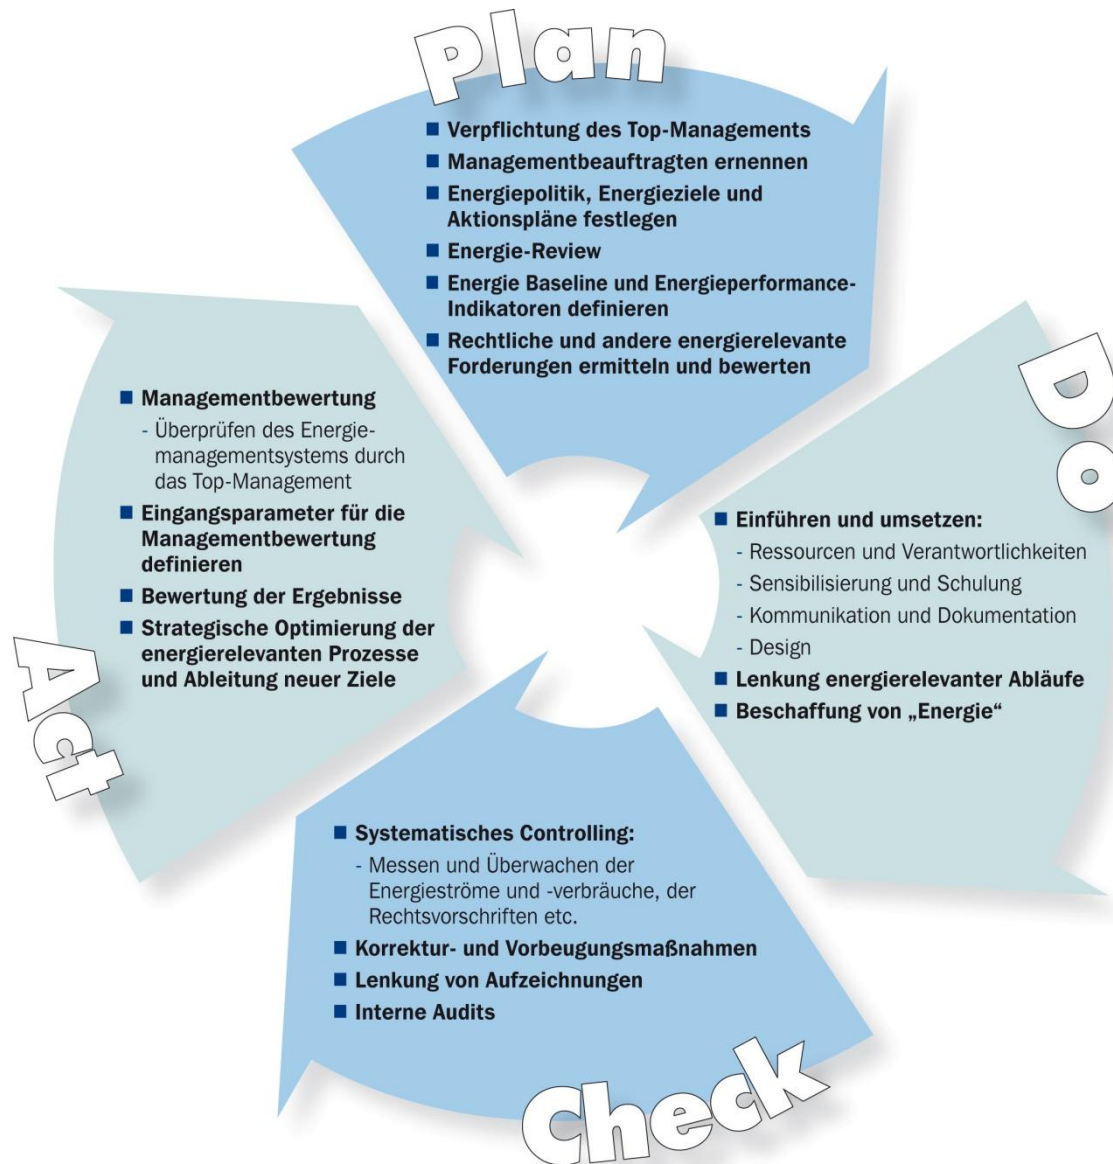 Plan
■ Verpflichtung des Top-Managements
■ Managementbeauftragten ernennen
■ Energiepolitik, Energieziele und
Aktionspläne festlegen
■ Energie-Review
■ Energie Baseline und Energieperformance-
Indikatoren definieren
■ Rechtliche und andere energierelevante
Forderungen ermitteln und bewerten
Do
■ Einführen und umsetzen:
- Ressourcen und Verantwortlichkeiten
- Sensibilisierung und Schulung
- Kommunikation und Dokumentation
- Design
■ Lenkung energierelevanter Abläufe
■ Beschaffung von „Energie“
Check
■ Systematisches Controlling:
- Messen und Überwachen der
Energieströme und -verbräuche, der
Rechtsvorschriften etc.
■ Korrektur- und Vorbeugungsmaßnahmen
■ Lenkung von Aufzeichnungen
■ Interne Audits
Act
■ Managementbewertung
- Überprüfen des Energie-
managementsystems durch
das Top-Management
■ Eingangsparameter für die
Managementbewertung
definieren
■ Bewertung der Ergebnisse
■ Strategische Optimierung der
energierelevanten Prozesse
und Ableitung neuer Ziele